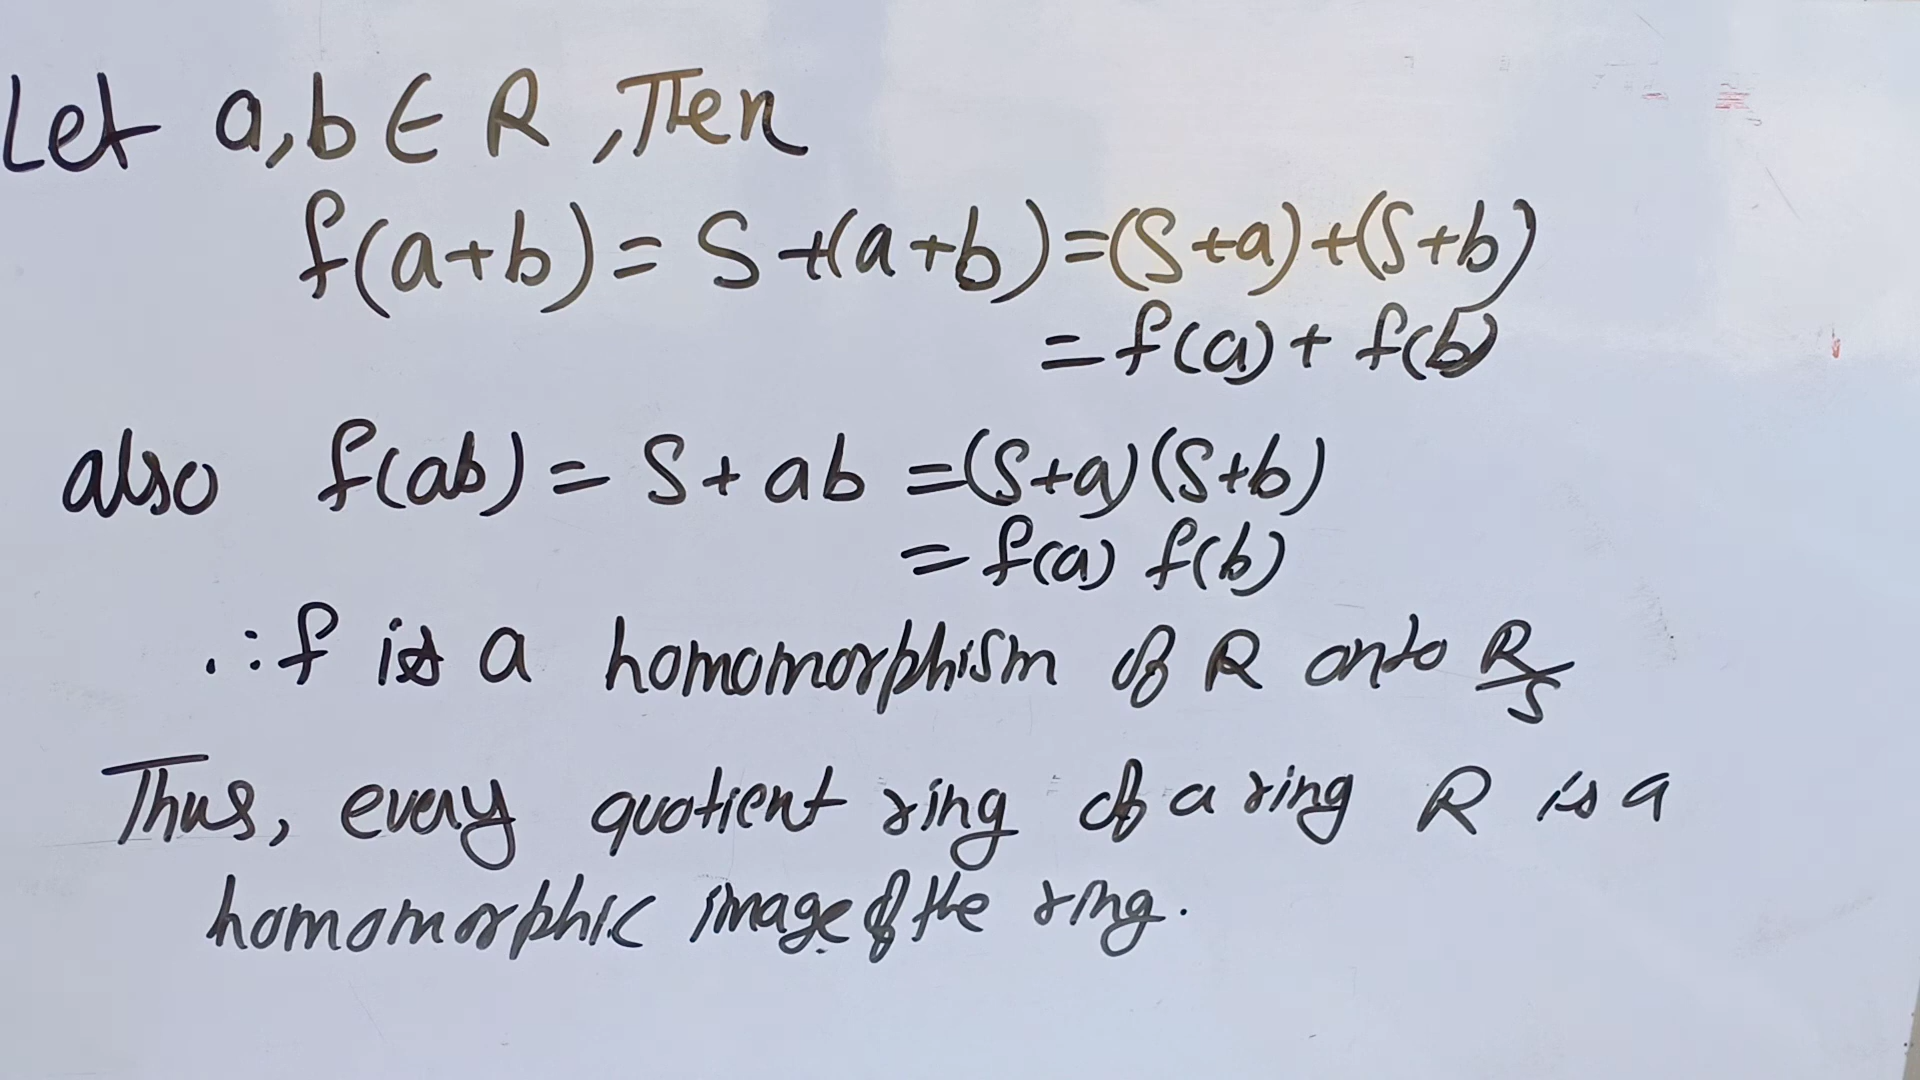 Let a,b ∈ R, Then
f(a+b) = S+(a+b) = (S+a)+(S+b)
= f(a)+ f(b)
also f(ab) = S+ab = (S+a)(S+b)
= f(a) f(b)
∴ f is a homomorphism of R onto R/S
Thus, every quotient ring of a ring R is a
homomorphic image of the ring.